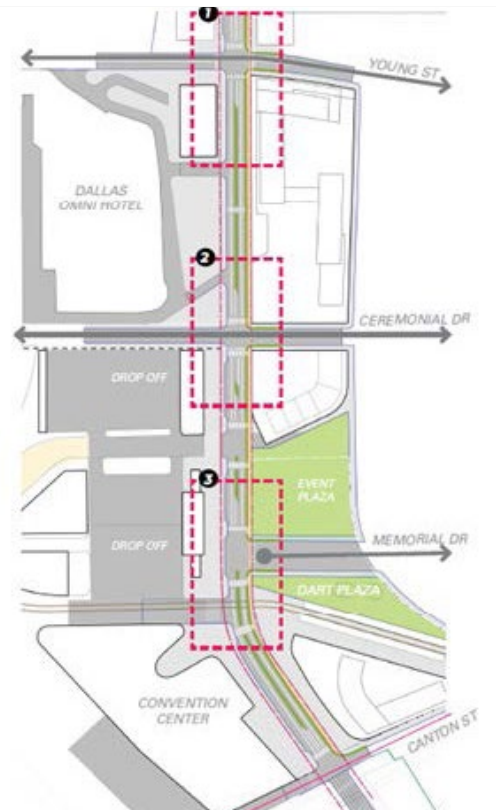 1
YOUNG ST
DALLAS
OMNI HOTEL
2
CEREMONIAL DR
DROP OFF
3
EVENT
PLAZA
DROP OFF
MEMORIAL DR
DART PLAZA
CONVENTION
CENTER
CANTON ST